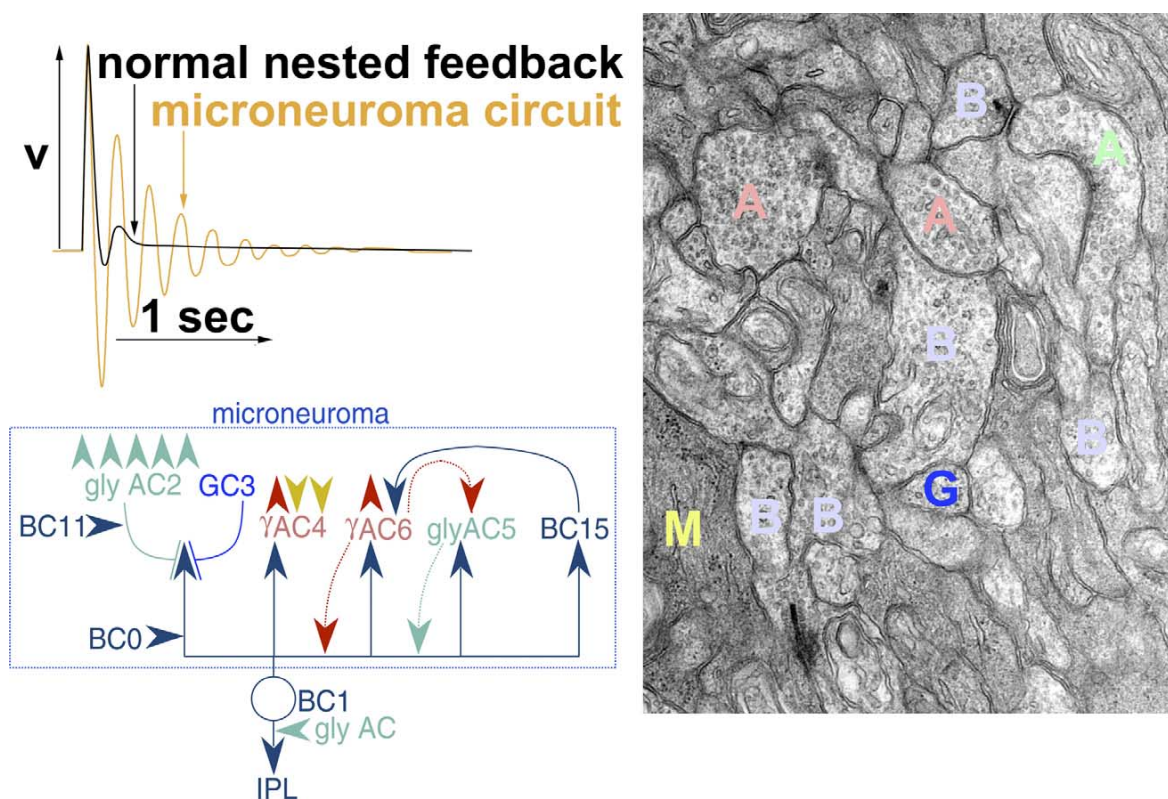 normal nested feedback
microneuroma circuit
v
1 sec
microneuroma
gly AC2
GC3
γAC4
γAC6
glyAC5
BC15
BC11
BC0
BC1
gly AC
IPL
B
A
A
A
B
B
G
B
B
M